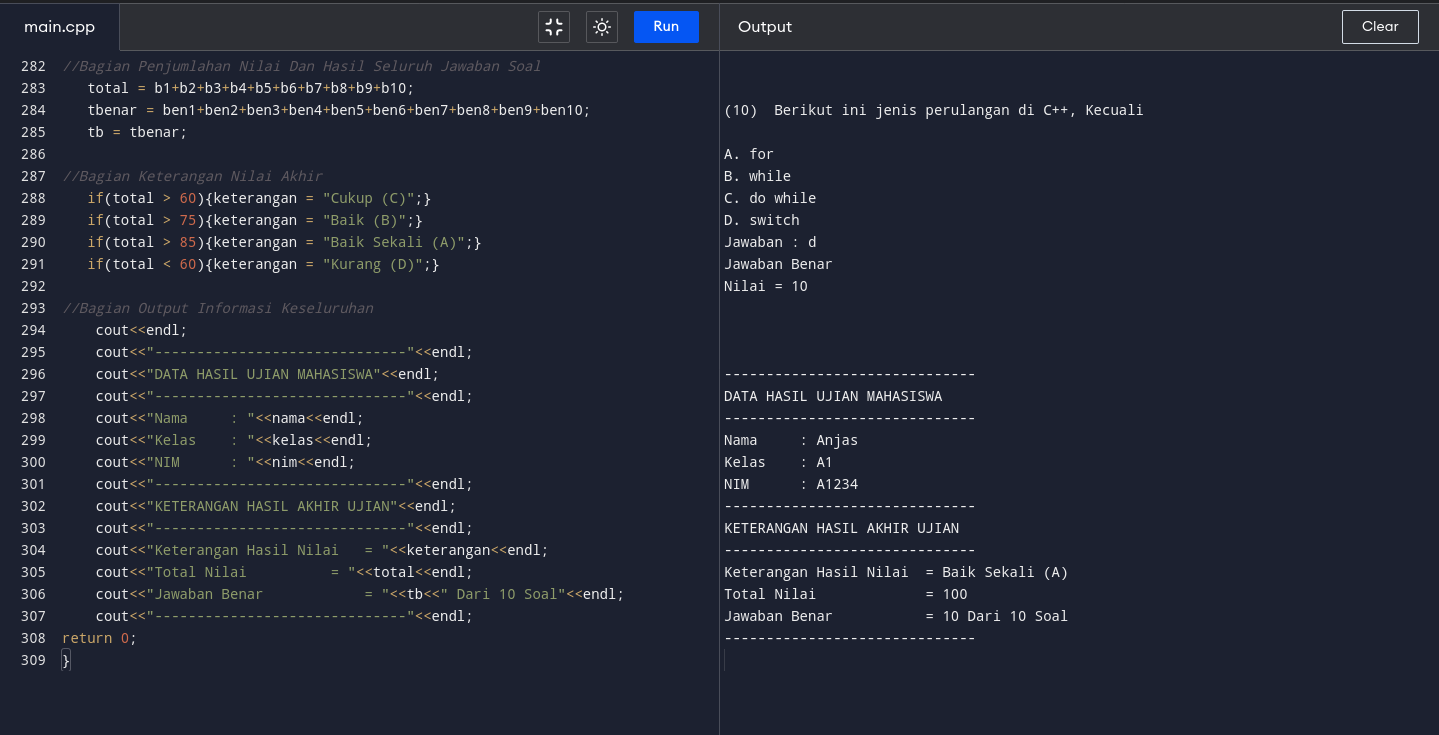 main.cpp
Run
282 //Bagian Penjumlahan Nilai Dan Hasil Seluruh Jawaban Soal
283    total = b1+b2+b3+b4+b5+b6+b7+b8+b9+b10;
284    tbenar = ben1+ben2+ben3+ben4+ben5+ben6+ben7+ben8+ben9+ben10;
285    tb = tbenar;
286
287 //Bagian Keterangan Nilai Akhir
288    if(total > 60){keterangan = "Cukup (C)";}
289    if(total > 75){keterangan = "Baik (B)";}
290    if(total > 85){keterangan = "Baik Sekali (A)";}
291    if(total < 60){keterangan = "Kurang (D)";}
292
293 //Bagian Output Informasi Keseluruhan
294     cout<<endl;
295     cout<<"------------------------------"<<endl;
296     cout<<"DATA HASIL UJIAN MAHASISWA"<<endl;
297     cout<<"------------------------------"<<endl;
298     cout<<"Nama     : "<<nama<<endl;
299     cout<<"Kelas    : "<<kelas<<endl;
300     cout<<"NIM      : "<<nim<<endl;
301     cout<<"------------------------------"<<endl;
302     cout<<"KETERANGAN HASIL AKHIR UJIAN"<<endl;
303     cout<<"------------------------------"<<endl;
304     cout<<"Keterangan Hasil Nilai   = "<<keterangan<<endl;
305     cout<<"Total Nilai          = "<<total<<endl;
306     cout<<"Jawaban Benar            = "<<tb<<" Dari 10 Soal"<<endl;
307     cout<<"------------------------------"<<endl;
308 return 0;
309 }
Output
Clear
(10)  Berikut ini jenis perulangan di C++, Kecuali
A. for
B. while
C. do while
D. switch
Jawaban : d
Jawaban Benar
Nilai = 10
------------------------------
DATA HASIL UJIAN MAHASISWA
------------------------------
Nama     : Anjas
Kelas    : A1
NIM      : A1234
------------------------------
KETERANGAN HASIL AKHIR UJIAN
------------------------------
Keterangan Hasil Nilai  = Baik Sekali (A)
Total Nilai             = 100
Jawaban Benar           = 10 Dari 10 Soal
------------------------------